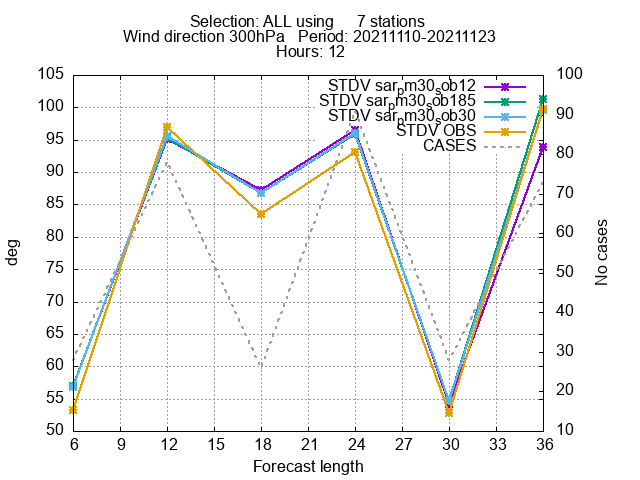 Selection: ALL using 7 stations
Wind direction 300hPa Period: 20211110-20211123
Hours: 12
STDV sarpm30sob12
STDV sarpm30sob185
STDV sarpm30sob30
STDV OBS
CASES
105
100
95
90
85
80
75
70
65
60
55
50
deg
100
90
80
70
60
50
40
30
20
10
No cases
6 9 12 15 18 21 24 27 30 33 36
Forecast length